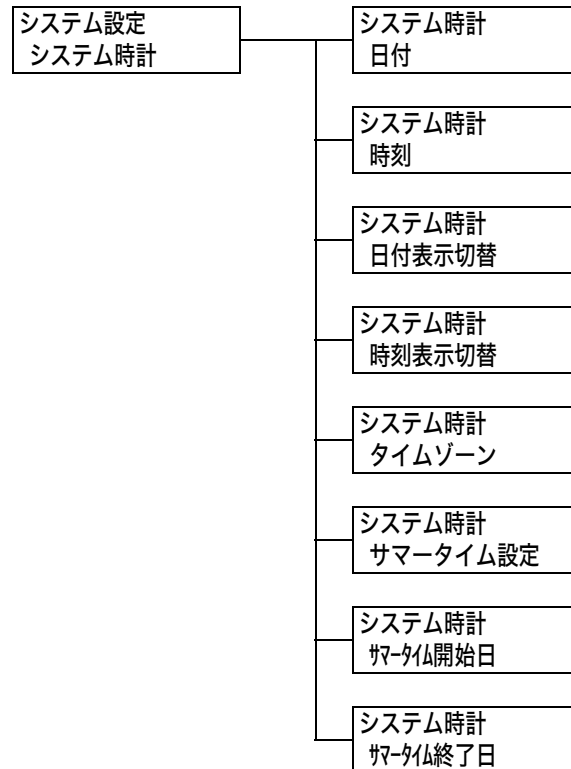 システム設定
システム時計
システム時計
日付
システム時計
時刻
システム時計
日付表示切替
システム時計
時刻表示切替
システム時計
タイムゾーン
システム時計
サマータイム設定
システム時計
ｻﾏｰﾀｲﾑ開始日
システム時計
ｻﾏｰﾀｲﾑ終了日